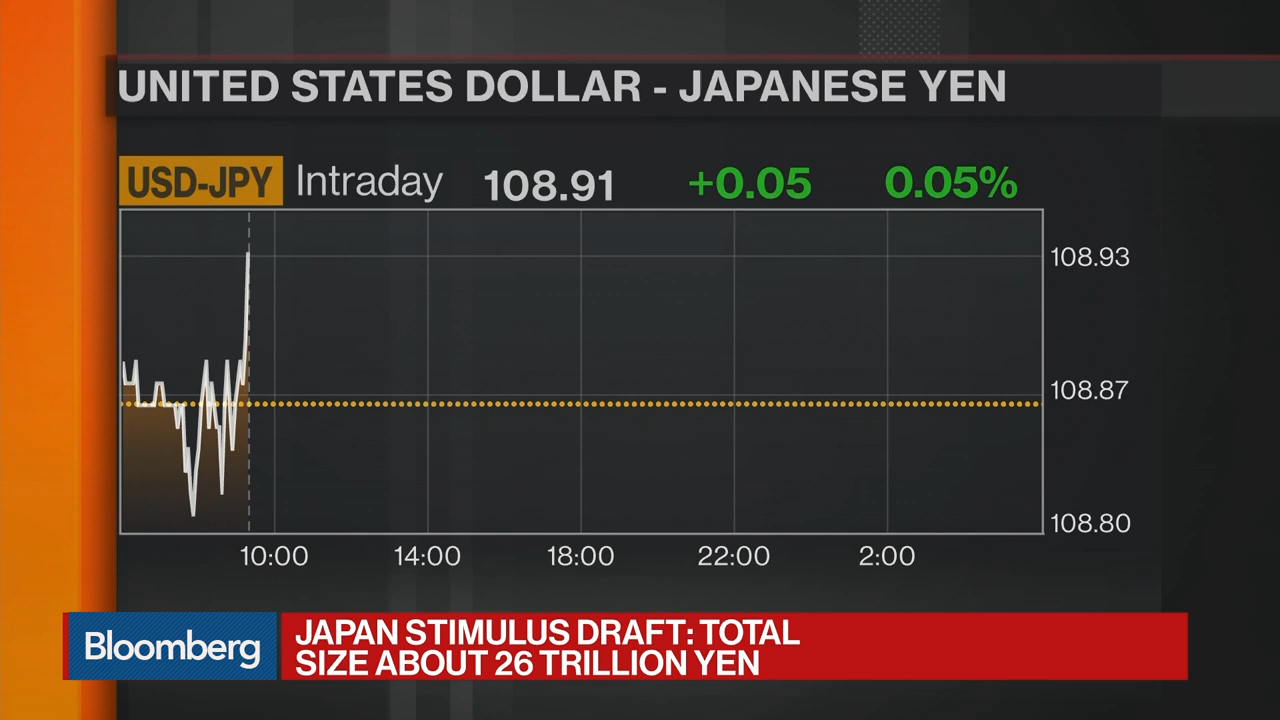 UNITED STATES DOLLAR - JAPANESE YEN
USD-JPY Intraday 108.91 +0.05 0.05%
108.93
108.87
108.80
10:00 14:00 18:00 22:00 2:00
Bloomberg
JAPAN STIMULUS DRAFT: TOTAL
SIZE ABOUT 26 TRILLION YEN